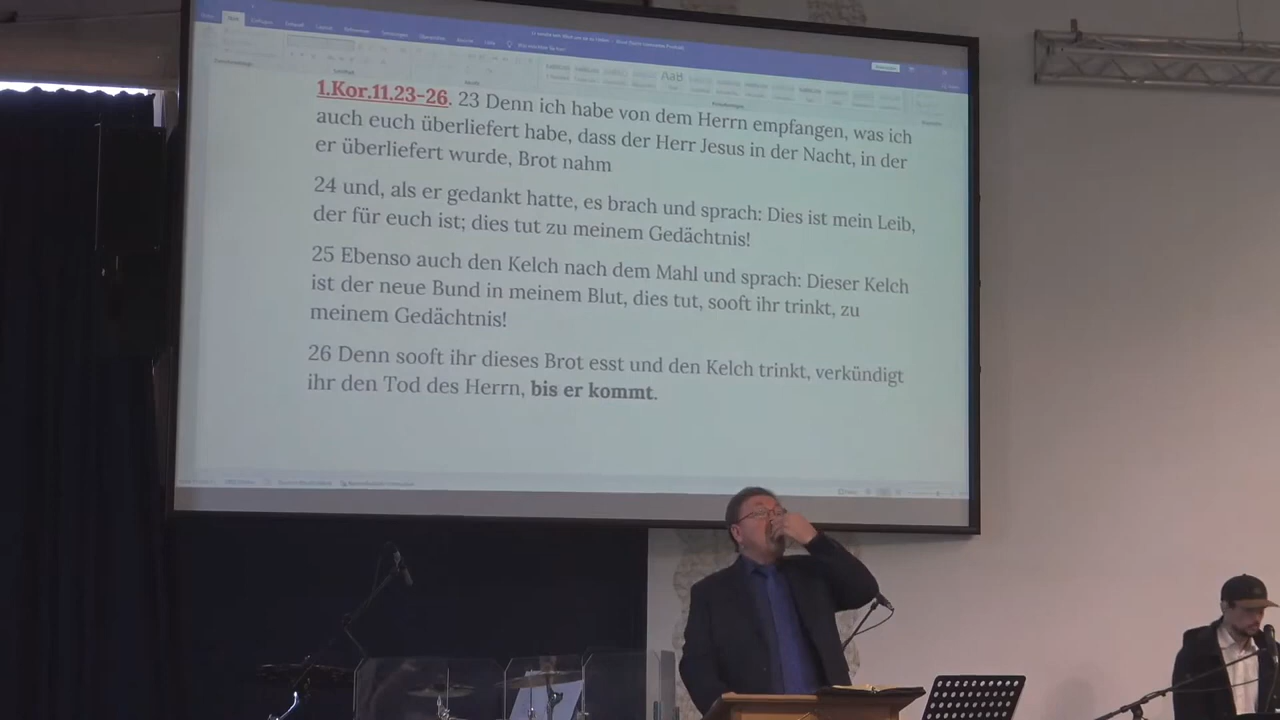 1.Kor.11.23-26. 23 Denn ich habe von dem Herrn empfangen, was ich
auch euch überliefert habe, dass der Herr Jesus in der Nacht, in der
er überliefert wurde, Brot nahm
24 und, als er gedankt hatte, es brach und sprach: Dies ist mein Leib,
der für euch ist; dies tut zu meinem Gedächtnis!
25 Ebenso auch den Kelch nach dem Mahl und sprach: Dieser Kelch
ist der neue Bund in meinem Blut, dies tut, sooft ihr trinkt, zu
meinem Gedächtnis!
26 Denn sooft ihr dieses Brot esst und den Kelch trinkt, verkündigt
ihr den Tod des Herrn, bis er kommt.